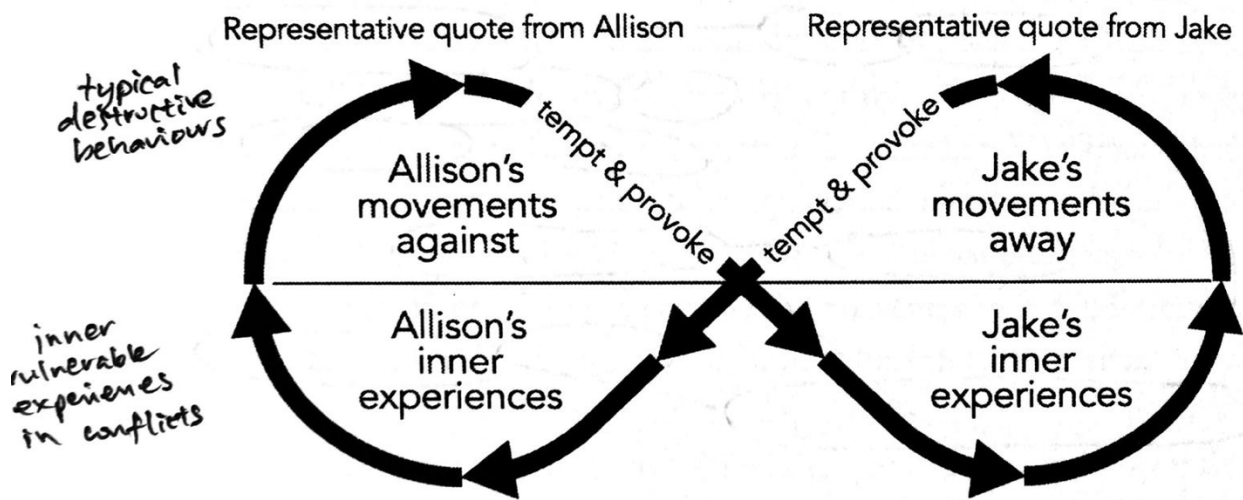 Representative quote from Allison
Representative quote from Jake
typical
destructive
behaviours
tempt & provoke
tempt & provoke
Allison's
movements
against
Jake's
movements
away
inner
vulnerable
experiences
in conflicts
Allison's
inner
experiences
Jake's
inner
experiences